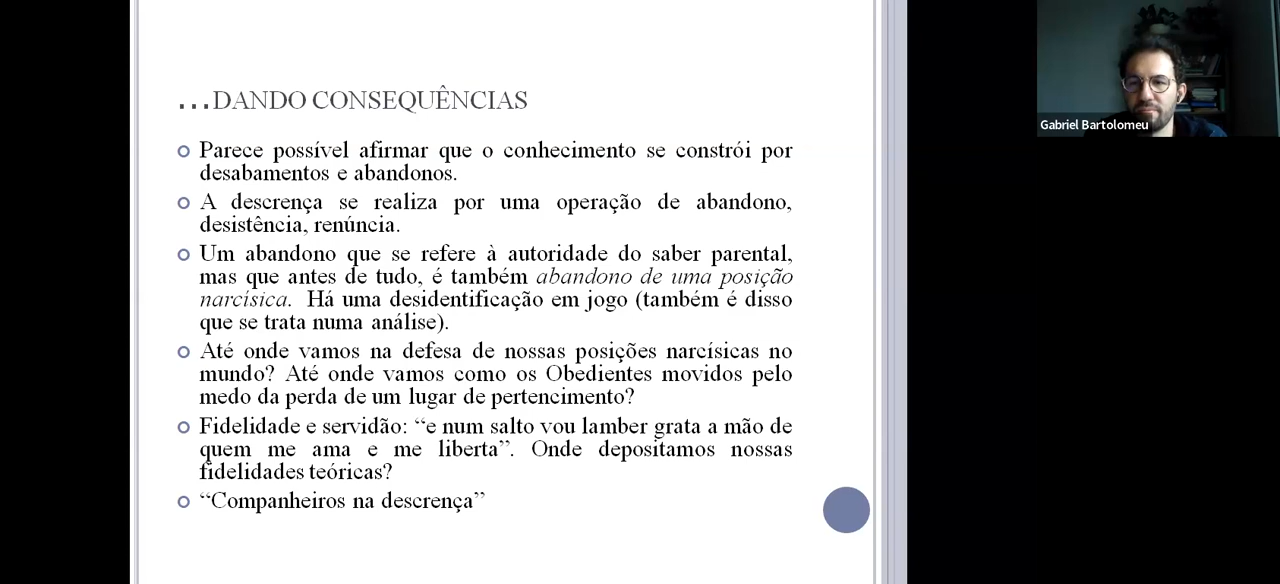 ...DANDO CONSEQUÊNCIAS
Parece possível afirmar que o conhecimento se constrói por
desabamentos e abandonos.
A descrença se realiza por uma operação de abandono,
desistência, renúncia.
Um abandono que se refere à autoridade do saber parental,
mas que antes de tudo, é também abandono de uma posição
narcísica. Há uma desidentificação em jogo (também é disso
que se trata numa análise).
Até onde vamos na defesa de nossas posições narcísicas no
mundo? Até onde vamos como os Obedientes movidos pelo
medo da perda de um lugar de pertencimento?
Fidelidade e servidão: “e num salto vou lamber grata a mão de
quem me ama e me liberta”. Onde depositamos nossas
fidelidades teóricas?
“Companheiros na descrença”
Gabriel Bartolomeu